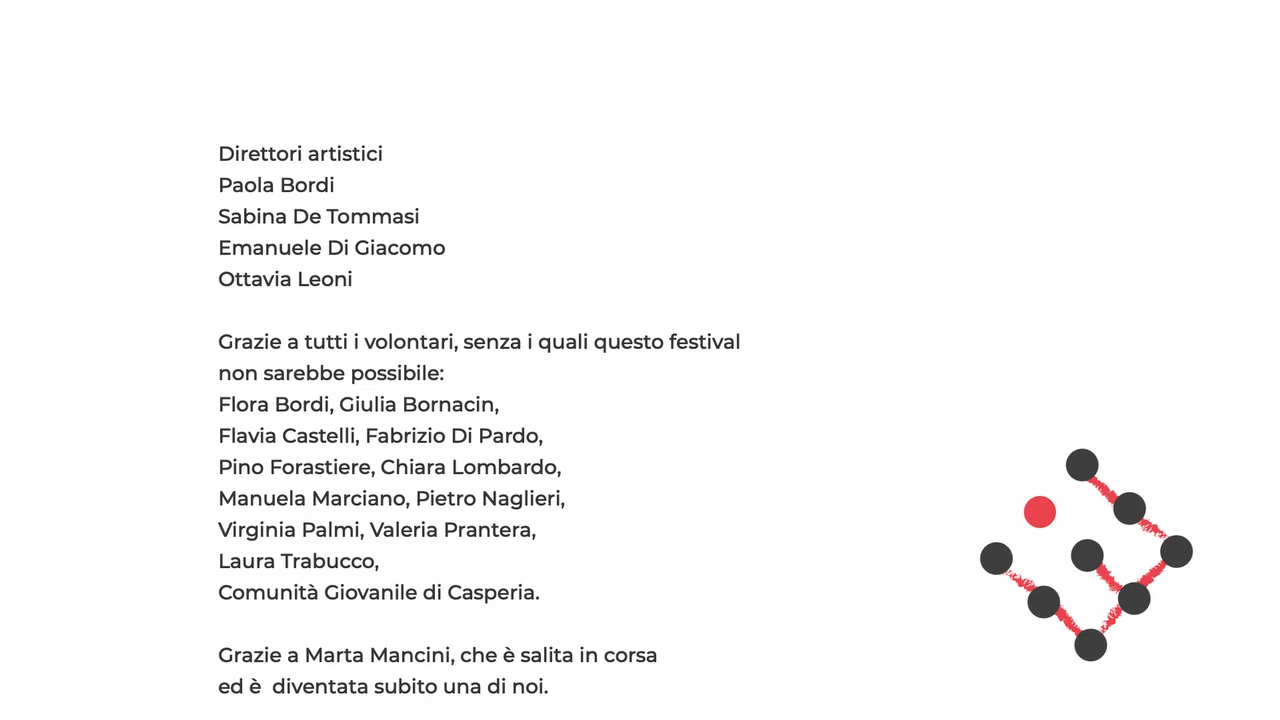 Direttori artistici
Paola Bordi
Sabina De Tommasi
Emanuele Di Giacomo
Ottavia Leoni
Grazie a tutti i volontari, senza i quali questo festival
non sarebbe possibile:
Flora Bordi, Giulia Bornacin,
Flavia Castelli, Fabrizio Di Pardo,
Pino Forastiere, Chiara Lombardo,
Manuela Marciano, Pietro Naglieri,
Virginia Palmi, Valeria Prantera,
Laura Trabucco,
Comunità Giovanile di Casperia.
Grazie a Marta Mancini, che è salita in corsa
ed è  diventata subito una di noi.